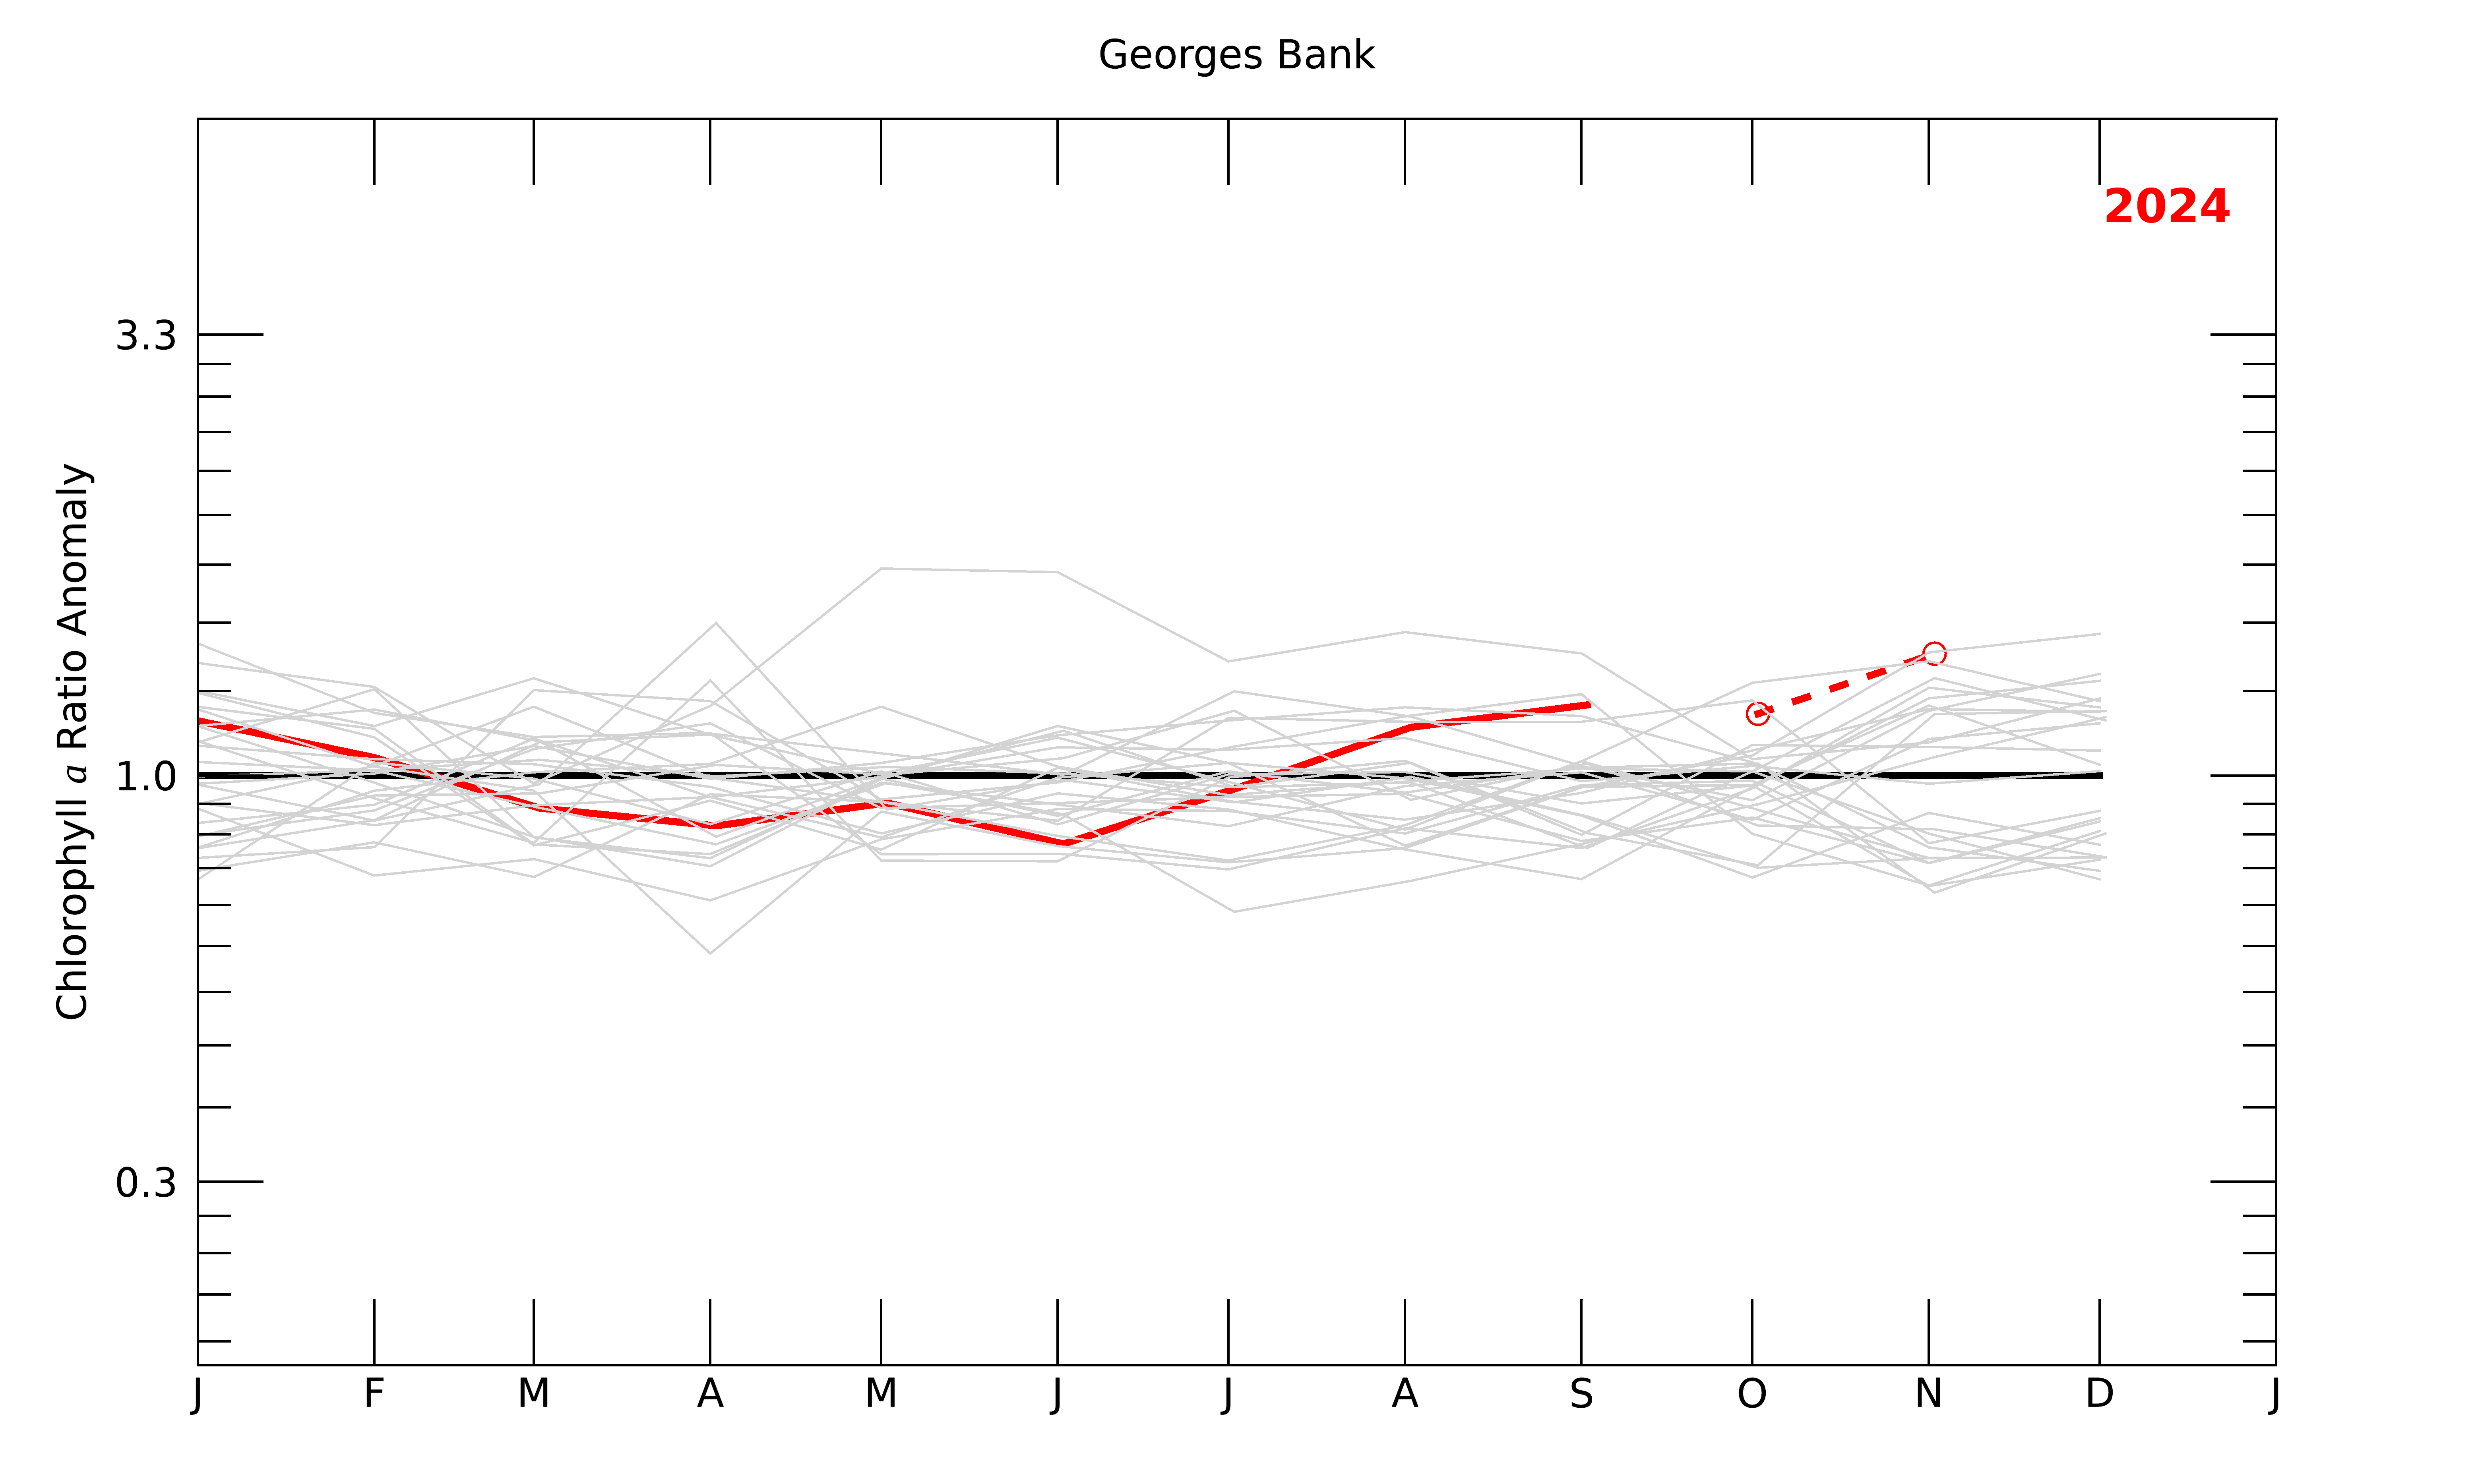 Georges Bank
2024
Chlorophyll a Ratio Anomaly
3.3
1.0
0.3
J F M A M J J A S O N D J